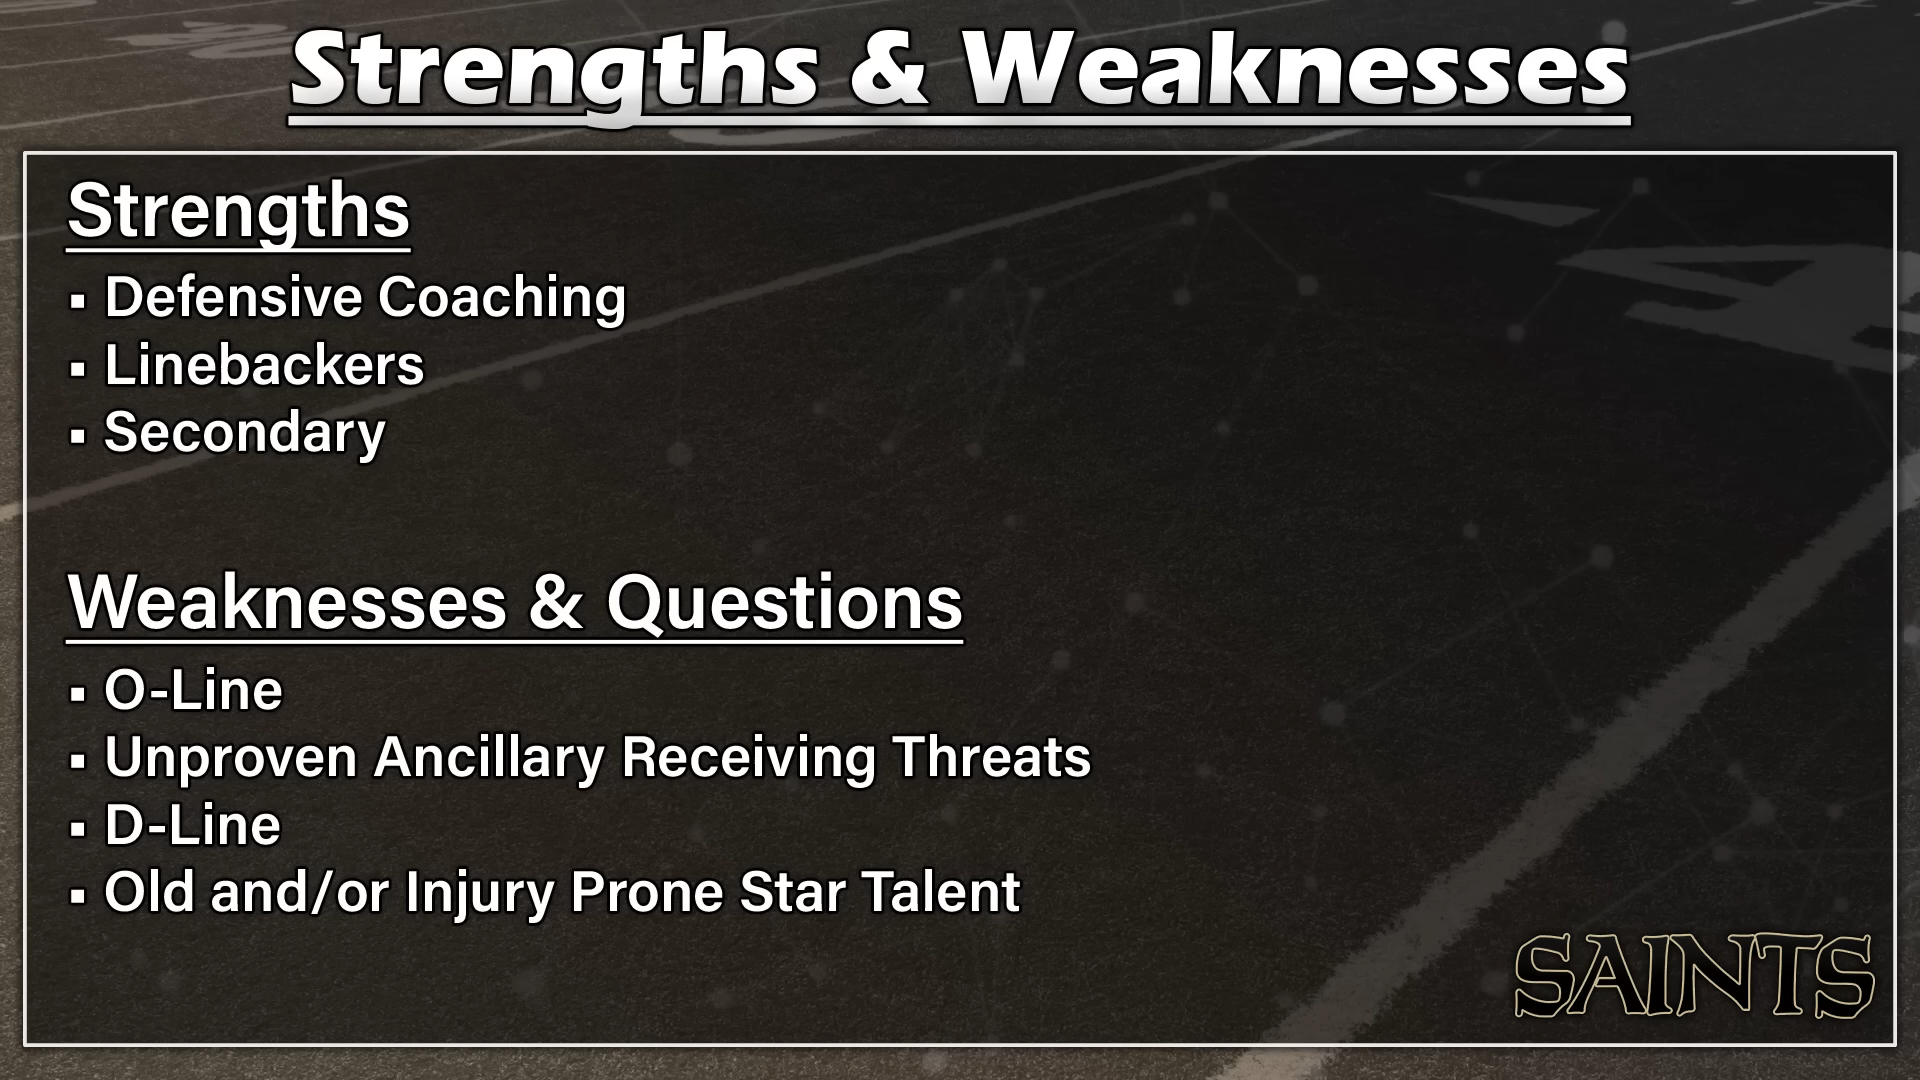 Strengths & Weaknesses
Strengths
▪ Defensive Coaching
▪ Linebackers
▪ Secondary
Weaknesses & Questions
▪ O-Line
▪ Unproven Ancillary Receiving Threats
▪ D-Line
▪ Old and/or Injury Prone Star Talent
SAINTS